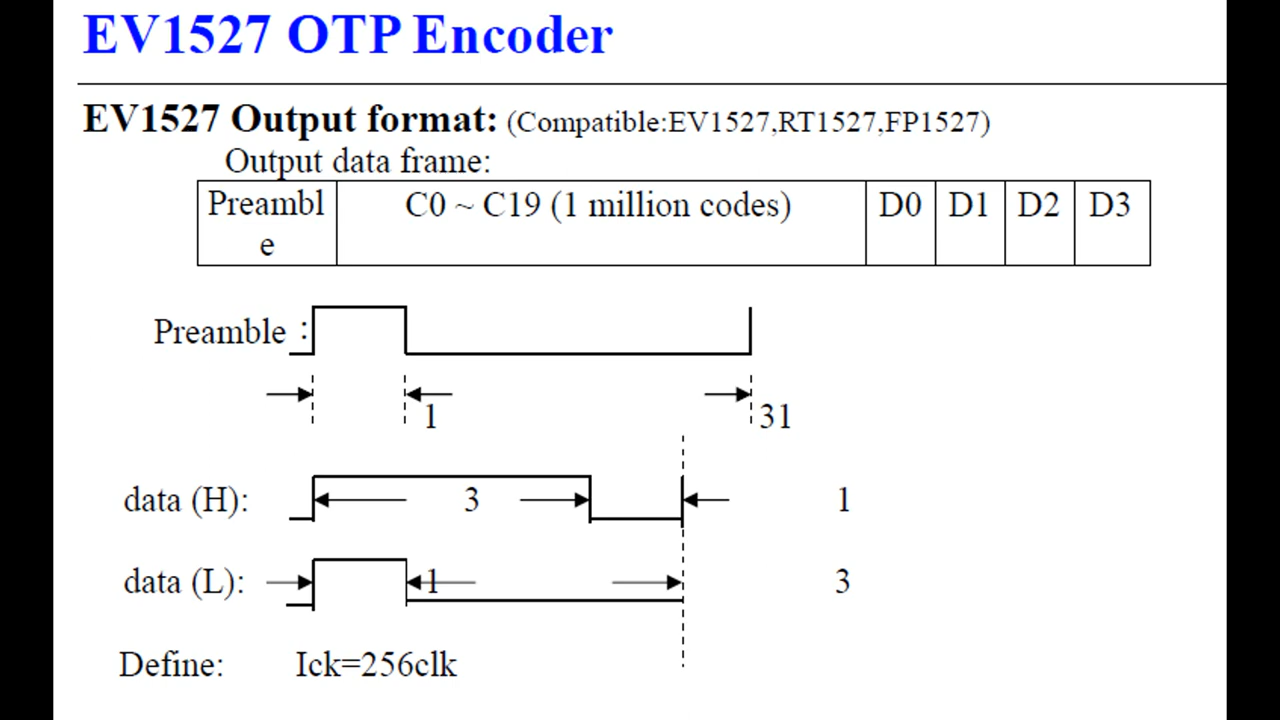 EV1527 OTP Encoder
EV1527 Output format: (Compatible:EV1527,RT1527,FP1527)
Output data frame:
Preambl
e
C0 ~ C19 (1 million codes)
D0
D1
D2
D3
Preamble :
1
31
data (H):
3
1
data (L):
1
3
Define: Ick=256clk